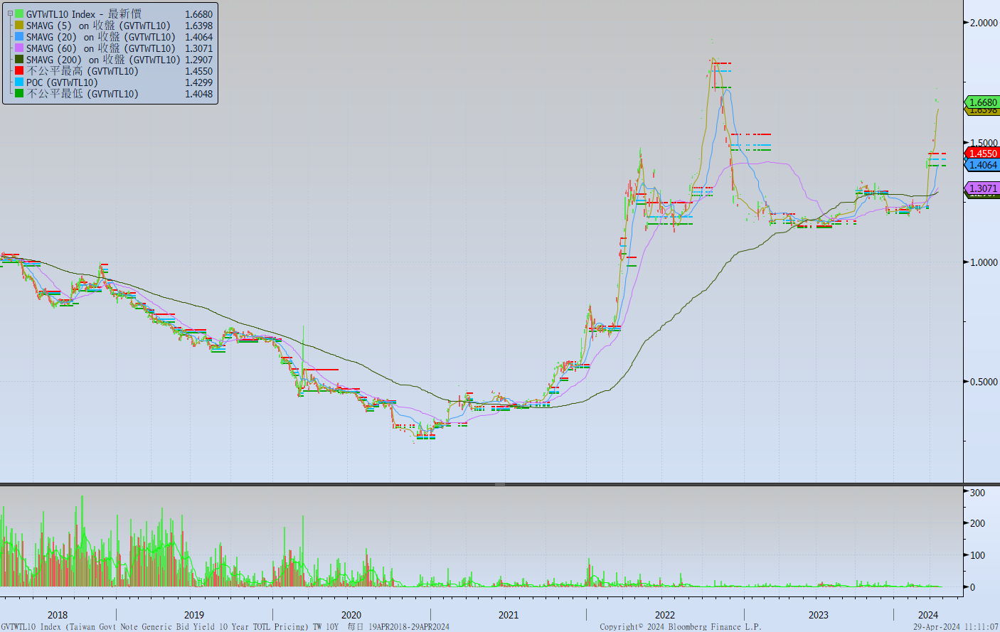 GVTWTL10 Index - 最新價 1.6680
SMAVG (5) on 收盤 (GVTWTL10) 1.6398
SMAVG (20) on 收盤 (GVTWTL10) 1.4064
SMAVG (60) on 收盤 (GVTWTL10) 1.3071
SMAVG (200) on 收盤 (GVTWTL10) 1.2907
不公平最高 (GVTWTL10) 1.4550
POC (GVTWTL10) 1.4299
不公平最低 (GVTWTL10) 1.4048
2.0000
1.6680
1.6398
1.5000
1.4550
1.4064
1.3071
1.2907
1.0000
0.5000
300
200
100
0
2018 2019 2020 2021 2022 2023 2024
GVTWTL10 Index (Taiwan Govt Note Generic Bid Yield 10 Year TOTL Pricing) TW 10Y 每日 19APR2018-29APR2024 Copyright© 2024 Bloomberg Finance L.P. 29-Apr-2024 11:11:07